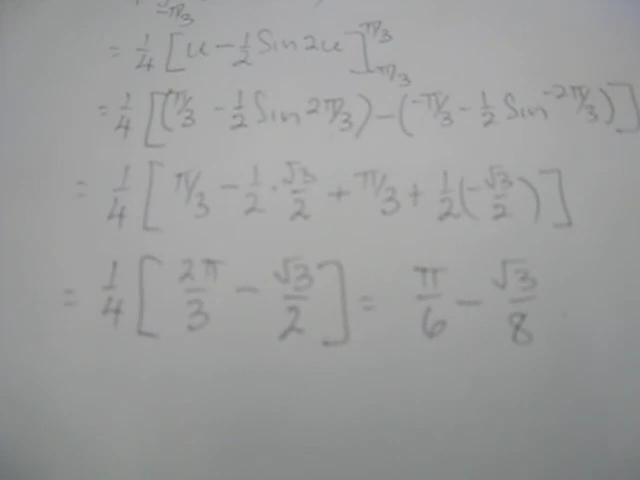 -π/3
= 1/4 [u - 1/2 Sin 2u]^π/3_-π/3
= 1/4 [(π/3 - 1/2 Sin 2π/3) - (-π/3 - 1/2 Sin -2π/3)]
= 1/4 [π/3 - 1/2 · √3/2 + π/3 + 1/2(-√3/2)]
= 1/4 [2π/3 - √3/2] = π/6 - √3/8